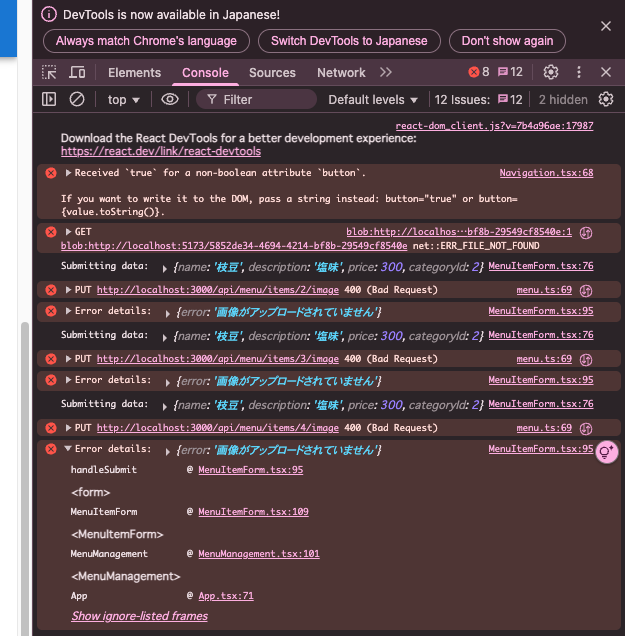 DevTools is now available in Japanese!
Always match Chrome's language Switch DevTools to Japanese Don't show again
Elements Console Sources Network 8 12
top Filter Default levels 12 Issues: 12 2 hidden
react-dom_client.js?v=7b4a96ae:17987
Download the React DevTools for a better development experience:
https://react.dev/link/react-devtools
Received `true` for a non-boolean attribute `button`. Navigation.tsx:68
If you want to write it to the DOM, pass a string instead: button="true" or button=
{value.toString()}.
GET blob:http://localhos…bf8b-29549cf8540e:1
blob:http://localhost:5173/5852de34-4694-4214-bf8b-29549cf8540e net::ERR_FILE_NOT_FOUND
Submitting data: {name: '枝豆', description: '塩味', price: 300, categoryId: 2} MenuItemForm.tsx:76
PUT http://localhost:3000/api/menu/items/2/image 400 (Bad Request) menu.ts:69
Error details: {error: '画像がアップロードされていません'} MenuItemForm.tsx:95
Submitting data: {name: '枝豆', description: '塩味', price: 300, categoryId: 2} MenuItemForm.tsx:76
PUT http://localhost:3000/api/menu/items/3/image 400 (Bad Request) menu.ts:69
Error details: {error: '画像がアップロードされていません'} MenuItemForm.tsx:95
Submitting data: {name: '枝豆', description: '塩味', price: 300, categoryId: 2} MenuItemForm.tsx:76
PUT http://localhost:3000/api/menu/items/4/image 400 (Bad Request) menu.ts:69
Error details: {error: '画像がアップロードされていません'} MenuItemForm.tsx:95
handleSubmit @ MenuItemForm.tsx:95
<form>
MenuItemForm @ MenuItemForm.tsx:109
<MenuItemForm>
MenuManagement @ MenuManagement.tsx:101
<MenuManagement>
App @ App.tsx:71
Show ignore-listed frames